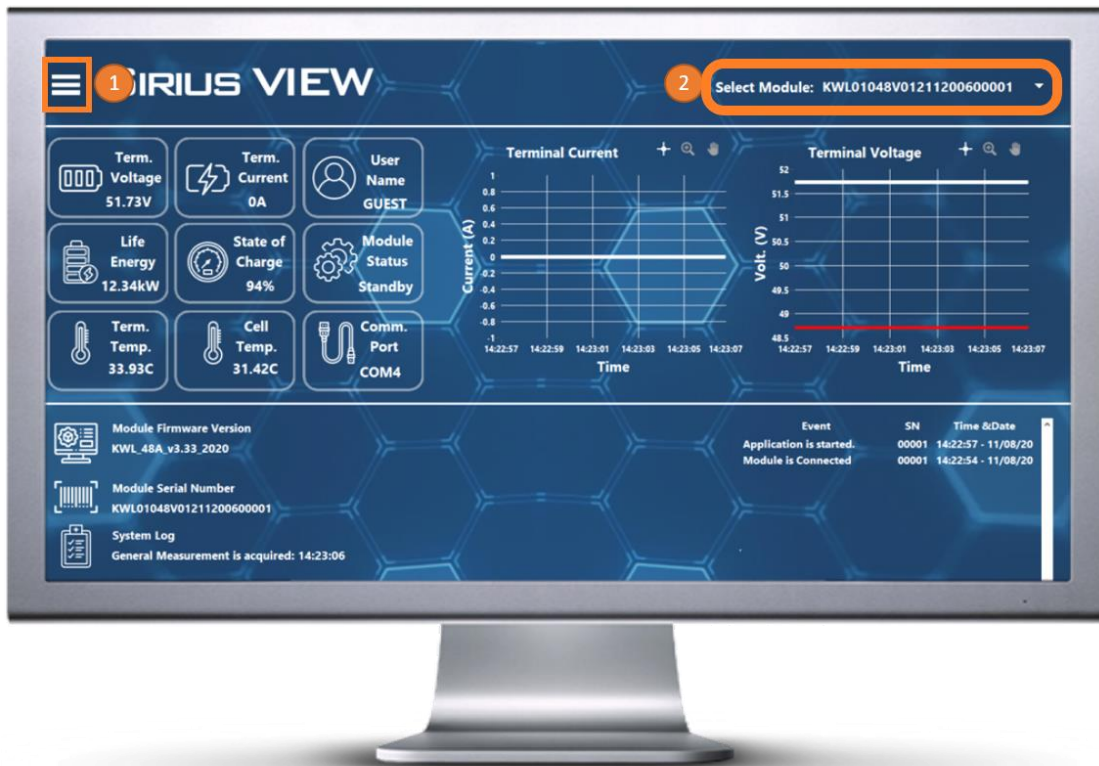 1
SIRIUS VIEW
2
Select Module: KWL01048V01211200600001
Term.
Voltage
51.73V
Term.
Current
0A
User
Name
GUEST
Life
Energy
12.34kW
State of
Charge
94%
Module
Status
Standby
Term.
Temp.
33.93C
Cell
Temp.
31.42C
Comm.
Port
COM4
Terminal Current
Current (A)
1
0.8
0.6
0.4
0.2
0
-0.2
-0.4
-0.6
-0.8
-1
14:22:57 14:22:59 14:23:01 14:23:03 14:23:05 14:23:07
Time
Terminal Voltage
Volt. (V)
52
51.5
51
50.5
50
49.5
49
48.5
14:22:57 14:22:59 14:23:01 14:23:03 14:23:05 14:23:07
Time
Module Firmware Version
KWL_48A_v3.33_2020
Module Serial Number
KWL01048V01211200600001
System Log
General Measurement is acquired: 14:23:06
Event SN Time &Date
Application is started. 00001 14:22:57 - 11/08/20
Module is Connected 00001 14:22:54 - 11/08/20